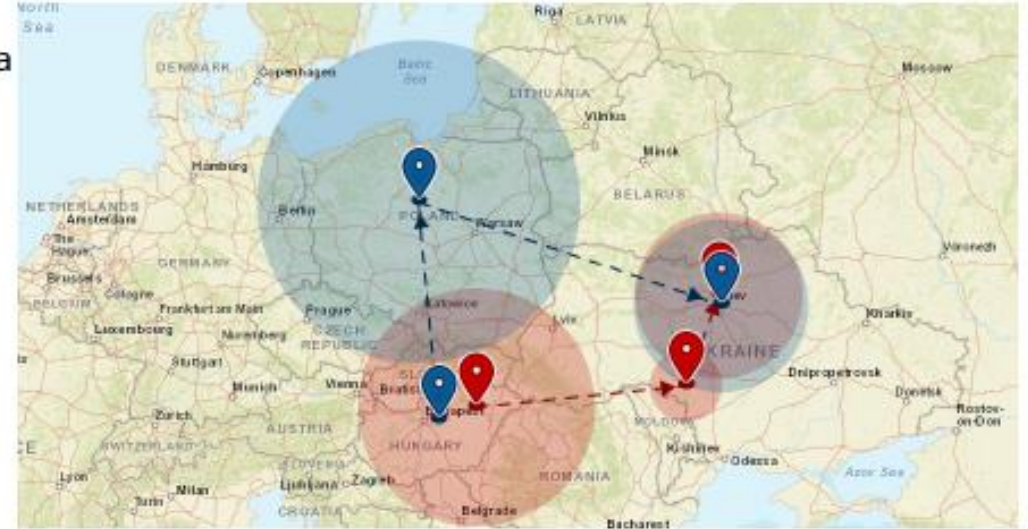 North
Sea
a
Riga
LATVIA
DENMARK
Copenhagen
Baltic
Sea
Moscow
LITHUANIA
Vilnius
Hamburg
Minsk
NETHERLANDS
Amsterdam
BELARUS
Berlin
POLAND
Warsaw
The
Hague
GERMANY
Voronezh
Brussels
Cologne
BELGIUM
Frankfurt am Main
Prague
Katowice
Lviv
Kharkiv
Luxembourg
Nuremberg
CZECH
REPUBLIC
Stuttgart
UKRAINE
Dnipropetrovsk
Munich
Vienna
Donetsk
Zurich
Budapest
MOLDOVA
Rostov-
on-Don
AUSTRIA
SWITZERLAND
HUNGARY
Kishinev
Odessa
SLOVENIA
Azov Sea
Lyon
Milan
Ljubljana
Zagreb
ROMANIA
Turin
CROATIA
Belgrade
Bucharest